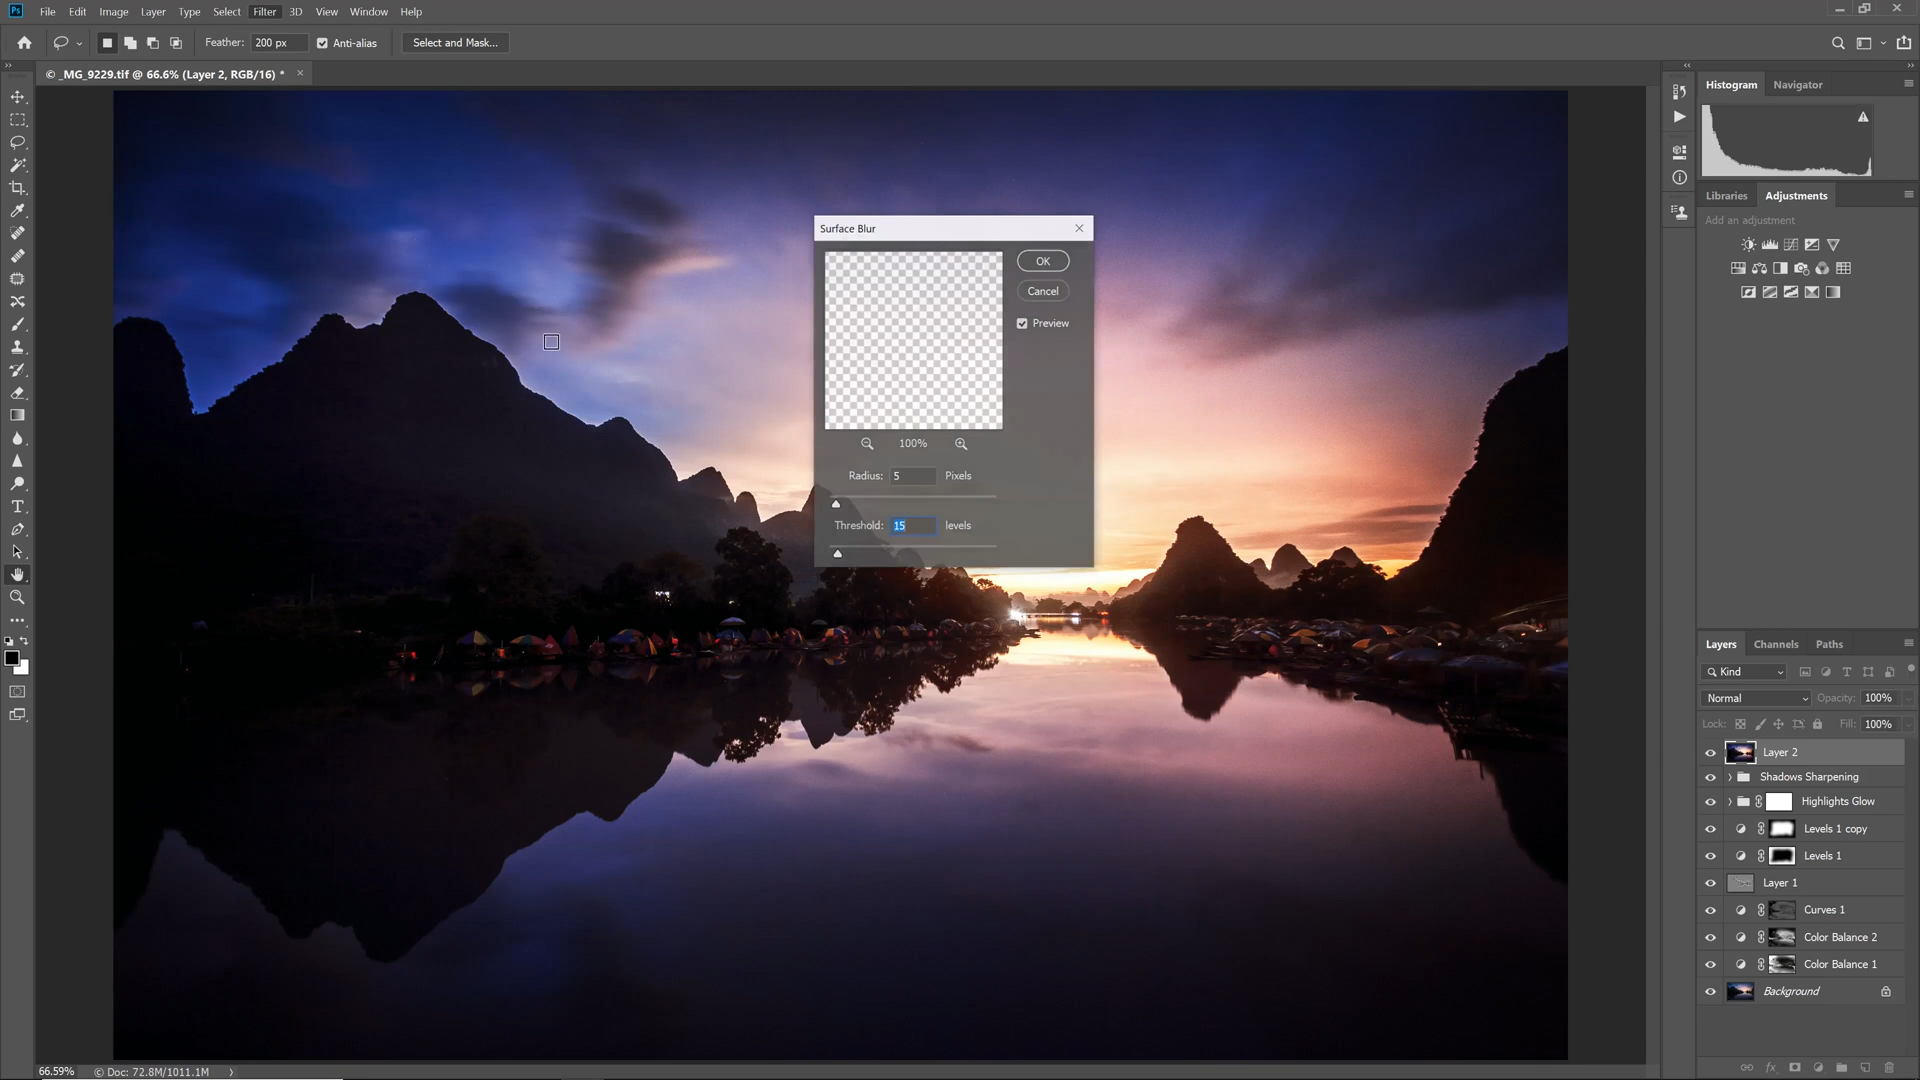 Ps File Edit Image Layer Type Select Filter 3D View Window Help
Feather: 200 px Anti-alias Select and Mask...
© _MG_9229.tif @ 66.6% (Layer 2, RGB/16) * ×
Histogram Navigator
Libraries Adjustments
Add an adjustment
Surface Blur
OK
Cancel
Preview
100%
Radius: 5 Pixels
Threshold: 15 levels
Layers Channels Paths
Kind
Normal Opacity: 100%
Lock: Fill: 100%
Layer 2
Shadows Sharpening
Highlights Glow
Levels 1 copy
Levels 1
Layer 1
Curves 1
Color Balance 2
Color Balance 1
Background
66.59% © Doc: 72.8M/1011.1M
fx